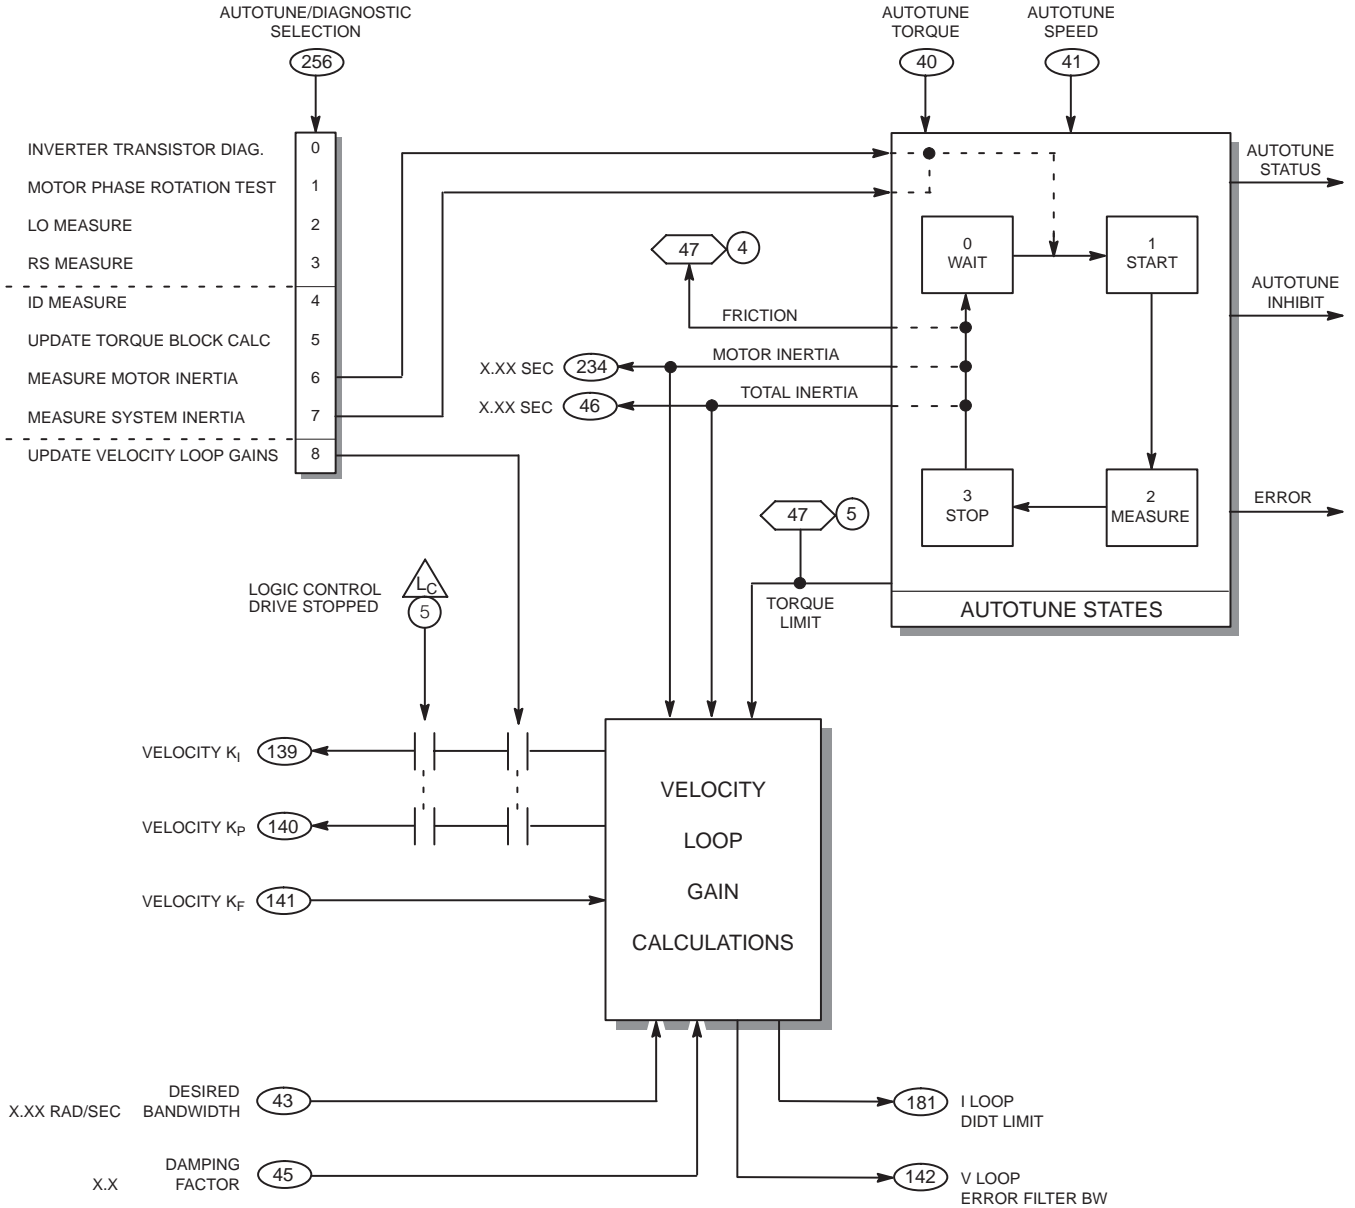 AUTOTUNE/DIAGNOSTIC
SELECTION
256
AUTOTUNE
TORQUE
40
AUTOTUNE
SPEED
41
INVERTER TRANSISTOR DIAG. 0
MOTOR PHASE ROTATION TEST 1
LO MEASURE 2
RS MEASURE 3
ID MEASURE 4
UPDATE TORQUE BLOCK CALC 5
MEASURE MOTOR INERTIA 6
MEASURE SYSTEM INERTIA 7
UPDATE VELOCITY LOOP GAINS 8
AUTOTUNE
STATUS
AUTOTUNE
INHIBIT
ERROR
0
WAIT
1
START
3
STOP
2
MEASURE
AUTOTUNE STATES
47 4
FRICTION
X.XX SEC 234 MOTOR INERTIA
X.XX SEC 46 TOTAL INERTIA
47 5
TORQUE
LIMIT
LOGIC CONTROL
DRIVE STOPPED
LC
5
VELOCITY KI 139
VELOCITY KP 140
VELOCITY KF 141
VELOCITY
LOOP
GAIN
CALCULATIONS
DESIRED
X.XX RAD/SEC BANDWIDTH 43
DAMPING
X.X FACTOR 45
181 I LOOP
DIDT LIMIT
142 V LOOP
ERROR FILTER BW